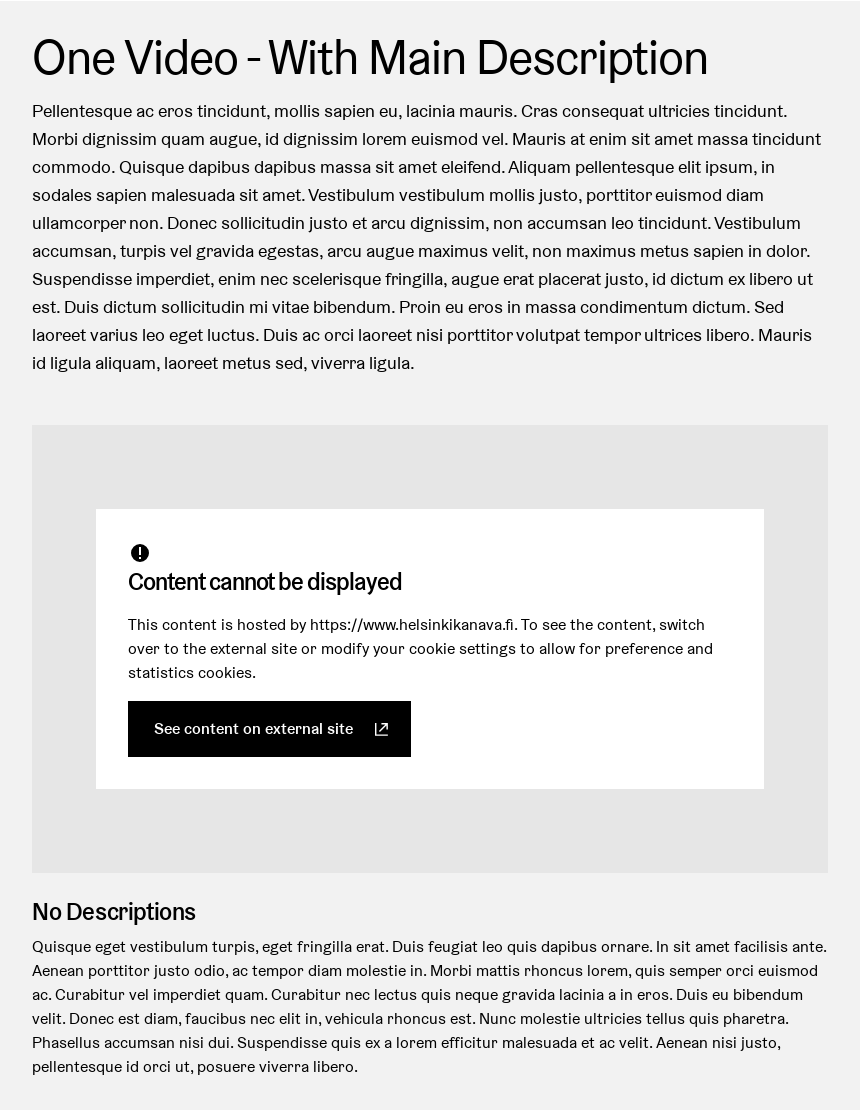 One Video - With Main Description
Pellentesque ac eros tincidunt, mollis sapien eu, lacinia mauris. Cras consequat ultricies tincidunt.
Morbi dignissim quam augue, id dignissim lorem euismod vel. Mauris at enim sit amet massa tincidunt
commodo. Quisque dapibus dapibus massa sit amet eleifend. Aliquam pellentesque elit ipsum, in
sodales sapien malesuada sit amet. Vestibulum vestibulum mollis justo, porttitor euismod diam
ullamcorper non. Donec sollicitudin justo et arcu dignissim, non accumsan leo tincidunt. Vestibulum
accumsan, turpis vel gravida egestas, arcu augue maximus velit, non maximus metus sapien in dolor.
Suspendisse imperdiet, enim nec scelerisque fringilla, augue erat placerat justo, id dictum ex libero ut
est. Duis dictum sollicitudin mi vitae bibendum. Proin eu eros in massa condimentum dictum. Sed
laoreet varius leo eget luctus. Duis ac orci laoreet nisi porttitor volutpat tempor ultrices libero. Mauris
id ligula aliquam, laoreet metus sed, viverra ligula.
Content cannot be displayed
This content is hosted by https://www.helsinkikanava.fi. To see the content, switch
over to the external site or modify your cookie settings to allow for preference and
statistics cookies.
See content on external site
No Descriptions
Quisque eget vestibulum turpis, eget fringilla erat. Duis feugiat leo quis dapibus ornare. In sit amet facilisis ante.
Aenean porttitor justo odio, ac tempor diam molestie in. Morbi mattis rhoncus lorem, quis semper orci euismod
ac. Curabitur vel imperdiet quam. Curabitur nec lectus quis neque gravida lacinia a in eros. Duis eu bibendum
velit. Donec est diam, faucibus nec elit in, vehicula rhoncus est. Nunc molestie ultricies tellus quis pharetra.
Phasellus accumsan nisi dui. Suspendisse quis ex a lorem efficitur malesuada et ac velit. Aenean nisi justo,
pellentesque id orci ut, posuere viverra libero.